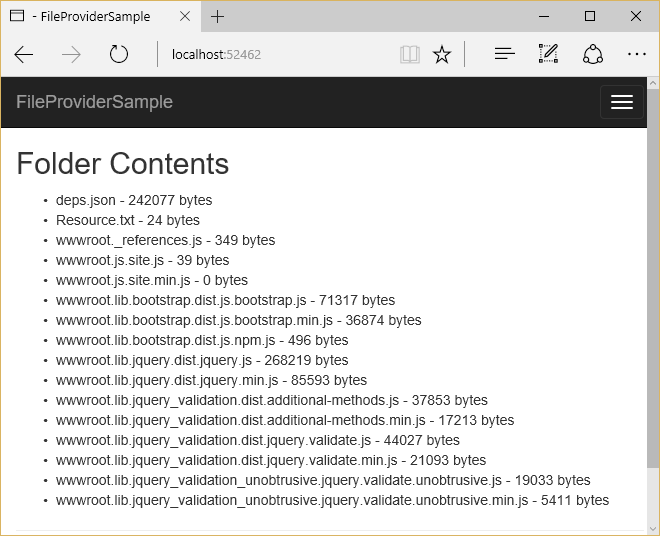 - FileProviderSample
localhost:52462
FileProviderSample
Folder Contents
• deps.json - 242077 bytes
• Resource.txt - 24 bytes
• wwwroot._references.js - 349 bytes
• wwwroot.js.site.js - 39 bytes
• wwwroot.js.site.min.js - 0 bytes
• wwwroot.lib.bootstrap.dist.js.bootstrap.js - 71317 bytes
• wwwroot.lib.bootstrap.dist.js.bootstrap.min.js - 36874 bytes
• wwwroot.lib.bootstrap.dist.js.npm.js - 496 bytes
• wwwroot.lib.jquery.dist.jquery.js - 268219 bytes
• wwwroot.lib.jquery.dist.jquery.min.js - 85593 bytes
• wwwroot.lib.jquery_validation.dist.additional-methods.js - 37853 bytes
• wwwroot.lib.jquery_validation.dist.additional-methods.min.js - 17213 bytes
• wwwroot.lib.jquery_validation.dist.jquery.validate.js - 44027 bytes
• wwwroot.lib.jquery_validation.dist.jquery.validate.min.js - 21093 bytes
• wwwroot.lib.jquery_validation_unobtrusive.jquery.validate.unobtrusive.js - 19033 bytes
• wwwroot.lib.jquery_validation_unobtrusive.jquery.validate.unobtrusive.min.js - 5411 bytes